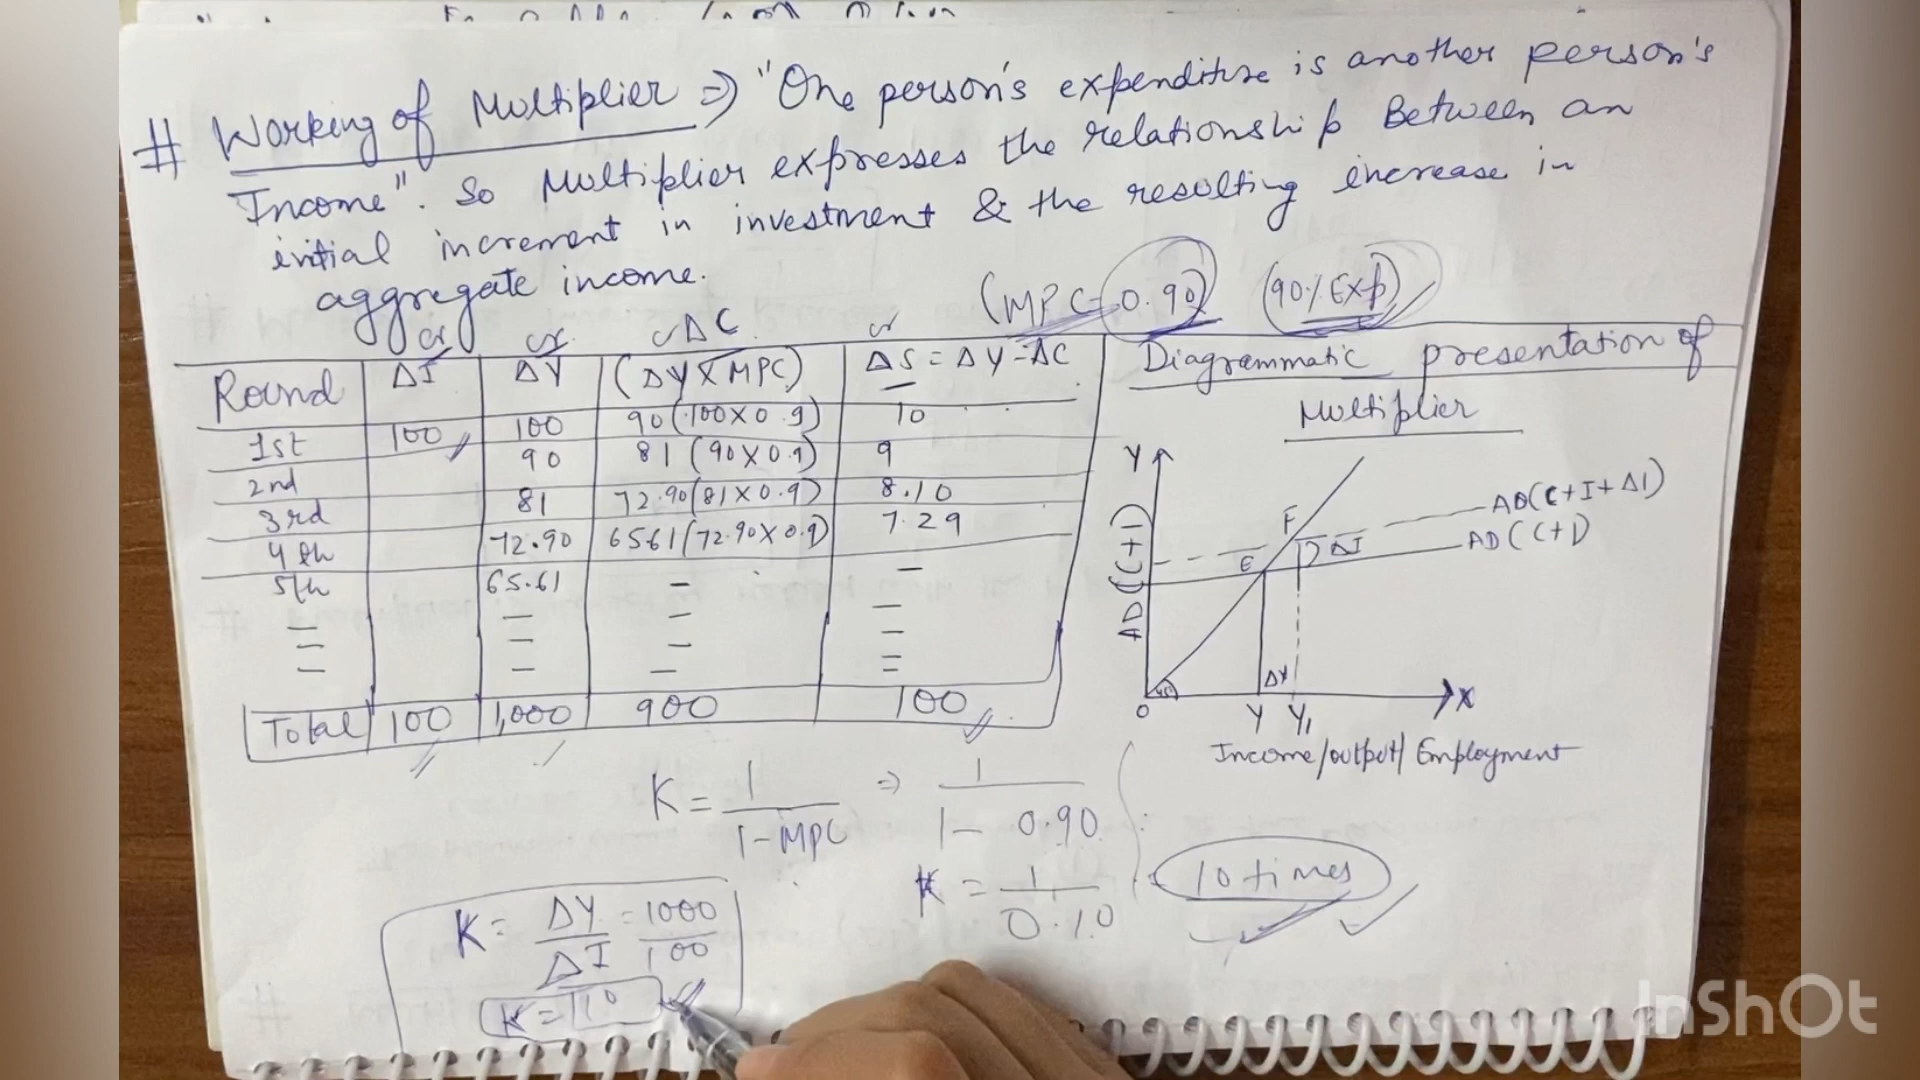 # Working of Multiplier => "One person's expenditure is another person's
Income". So Multiplier expresses the relationship Between an
initial increment in investment & the resulting increase in
aggregate income.
(MPC = 0.90) (90% Exp)
cr cr cr ΔC cr
Round ΔI ΔY (ΔY X MPC) ΔS = ΔY - ΔC
1st 100 100 90 (100 X 0.9) 10
2nd 90 81 (90 X 0.9) 9
3rd 81 72.90 (81 X 0.9) 8.10
4th 72.90 6561 (72.90 X 0.9) 7.29
5th 65.61 - -
- - - -
- - - -
- - - -
Total 100 1,000 900 100
Diagrammatic presentation of
Multiplier
Y
AD (C+I)
AD (C+I+ΔI)
AD (C+I)
F
E
ΔI
ΔY
O Y Y1 X
Income/output/Employment
K = 1/1-MPC => 1/1-0.90
K = 1/0.10 = 10 times
K = ΔY/ΔI = 1000/100
K = 10
InShOt